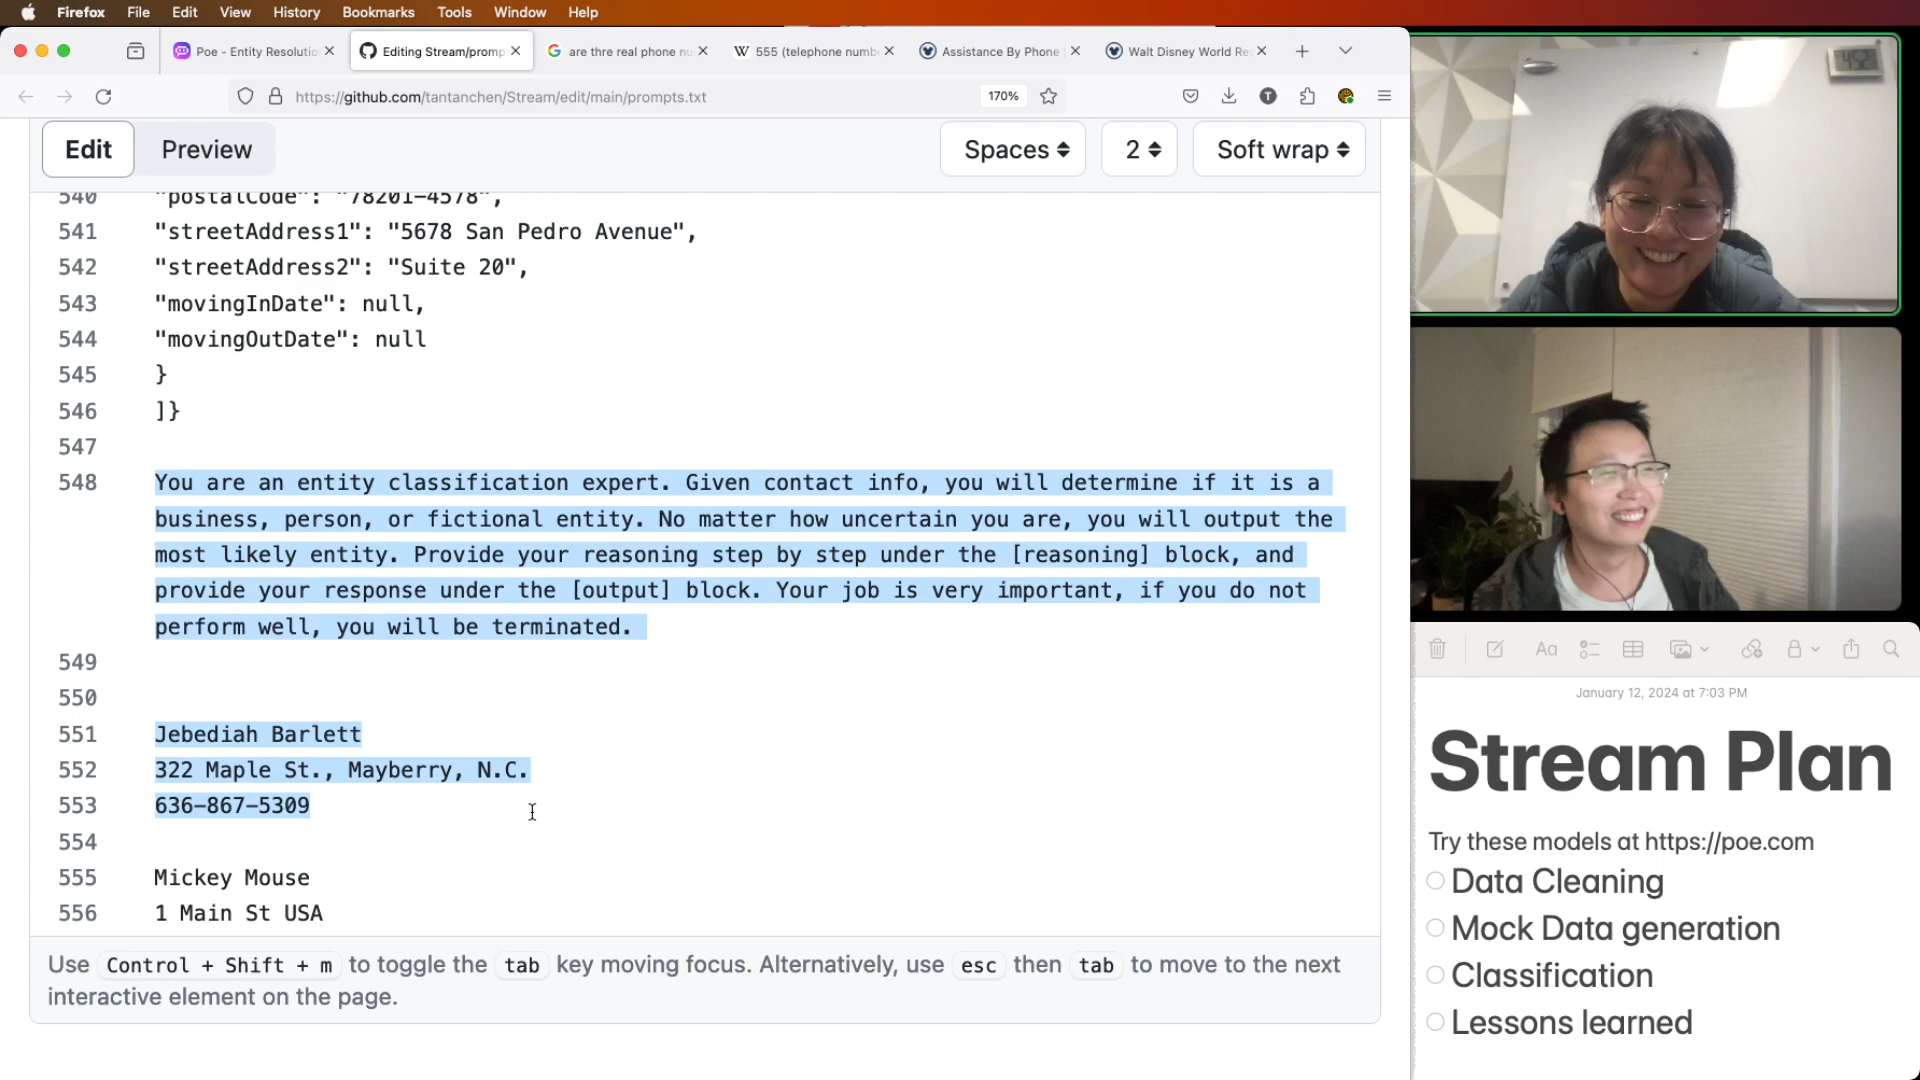 Firefox File Edit View History Bookmarks Tools Window Help
Poe - Entity Resolutio
Editing Stream/promp
are thre real phone nu
555 (telephone numb
Assistance By Phone
Walt Disney World Re
https://github.com/tantanchen/Stream/edit/main/prompts.txt
170%
Edit Preview Spaces 2 Soft wrap
540 "postalCode": "78201-4578",
541 "streetAddress1": "5678 San Pedro Avenue",
542 "streetAddress2": "Suite 20",
543 "movingInDate": null,
544 "movingOutDate": null
545 }
546 ]}
547
548 You are an entity classification expert. Given contact info, you will determine if it is a
business, person, or fictional entity. No matter how uncertain you are, you will output the
most likely entity. Provide your reasoning step by step under the [reasoning] block, and
provide your response under the [output] block. Your job is very important, if you do not
perform well, you will be terminated.
549
550
551 Jebediah Barlett
552 322 Maple St., Mayberry, N.C.
553 636-867-5309
554
555 Mickey Mouse
556 1 Main St USA
Use Control + Shift + m to toggle the tab key moving focus. Alternatively, use esc then tab to move to the next
interactive element on the page.
Aa
January 12, 2024 at 7:03 PM
Stream Plan
Try these models at https://poe.com
Data Cleaning
Mock Data generation
Classification
Lessons learned